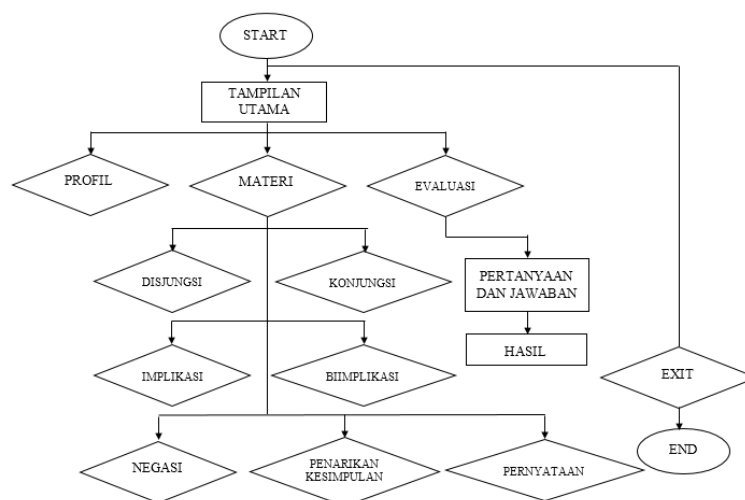 START
TAMPILAN
UTAMA
PROFIL
MATERI
EVALUASI
DISJUNGSI
KONJUNGSI
PERTANYAAN
DAN JAWABAN
HASIL
IMPLIKASI
BIIMPLIKASI
EXIT
NEGASI
PENARIKAN
KESIMPULAN
PERNYATAAN
END